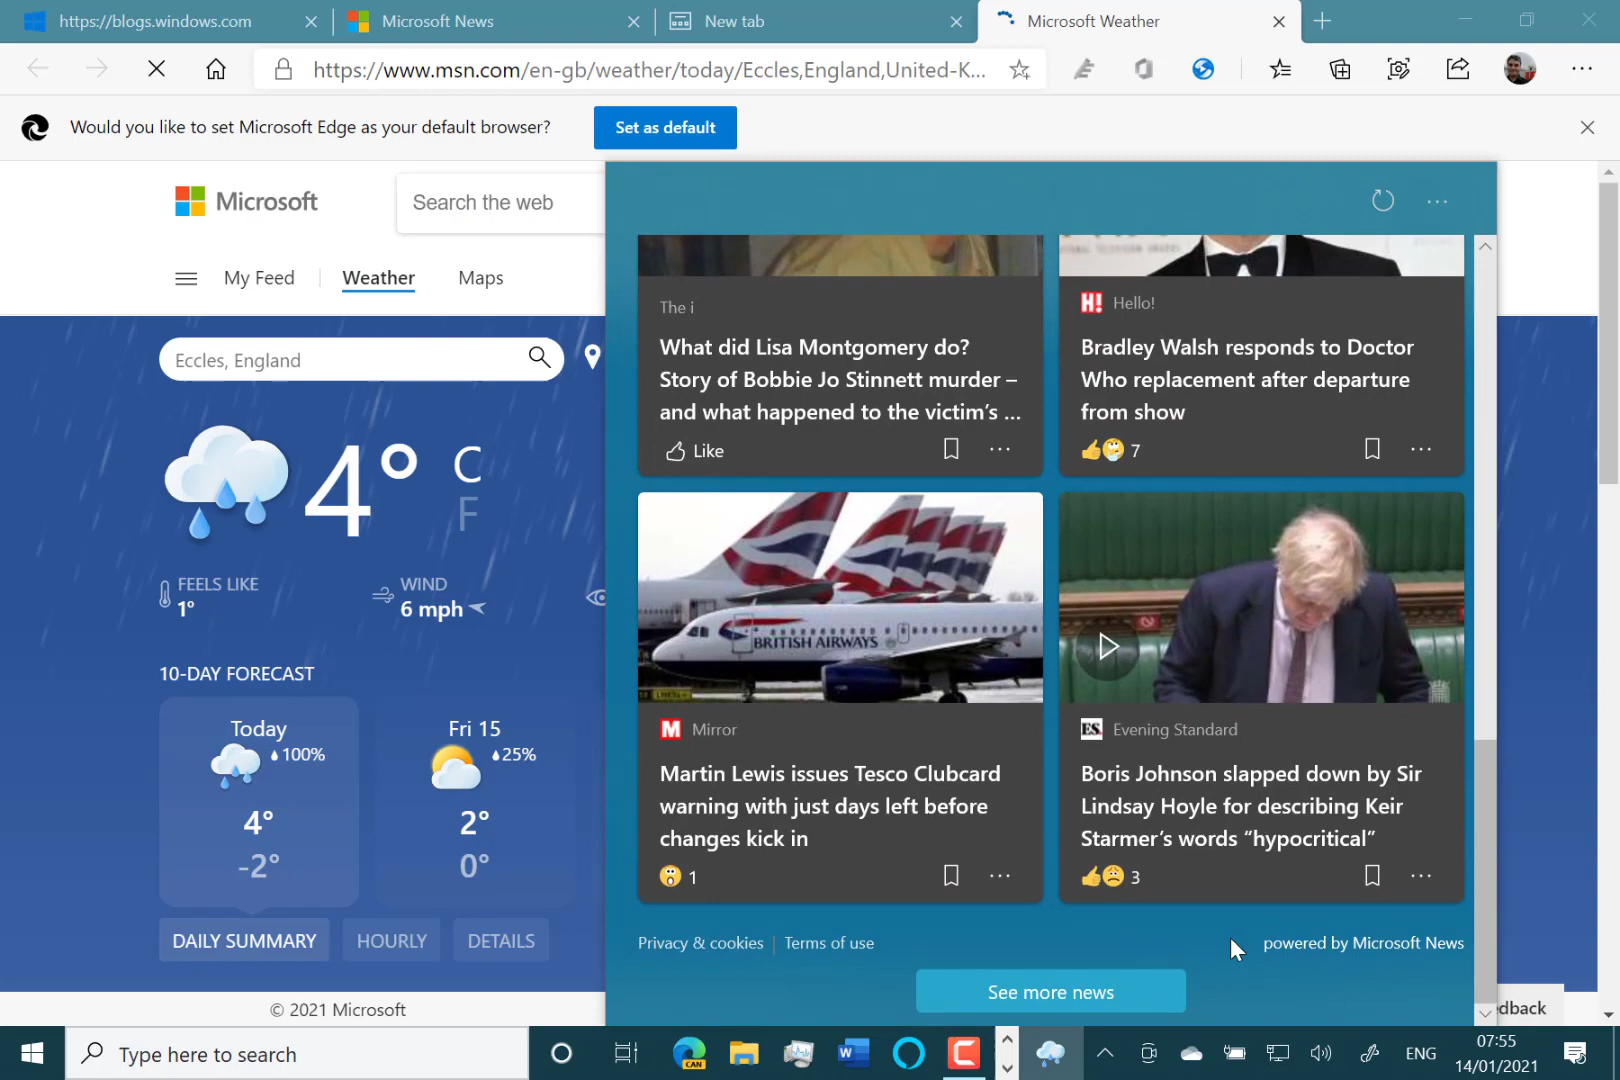 https://blogs.windows.com
Microsoft News
New tab
Microsoft Weather
https://www.msn.com/en-gb/weather/today/Eccles,England,United-K...
Would you like to set Microsoft Edge as your default browser?
Set as default
Microsoft
Search the web
My Feed
Weather
Maps
Eccles, England
4°
C
F
FEELS LIKE
1°
WIND
6 mph
10-DAY FORECAST
Today
100%
4°
-2°
Fri 15
25%
2°
0°
DAILY SUMMARY
HOURLY
DETAILS
© 2021 Microsoft
The i
What did Lisa Montgomery do?
Story of Bobbie Jo Stinnett murder –
and what happened to the victim's ...
Like
H!
Hello!
Bradley Walsh responds to Doctor
Who replacement after departure
from show
7
BRITISH AIRWAYS
M
Mirror
Martin Lewis issues Tesco Clubcard
warning with just days left before
changes kick in
1
ES.
Evening Standard
Boris Johnson slapped down by Sir
Lindsay Hoyle for describing Keir
Starmer's words “hypocritical”
3
Privacy & cookies
Terms of use
powered by Microsoft News
See more news
edback
Type here to search
CAN
W
ENG
07:55
14/01/2021